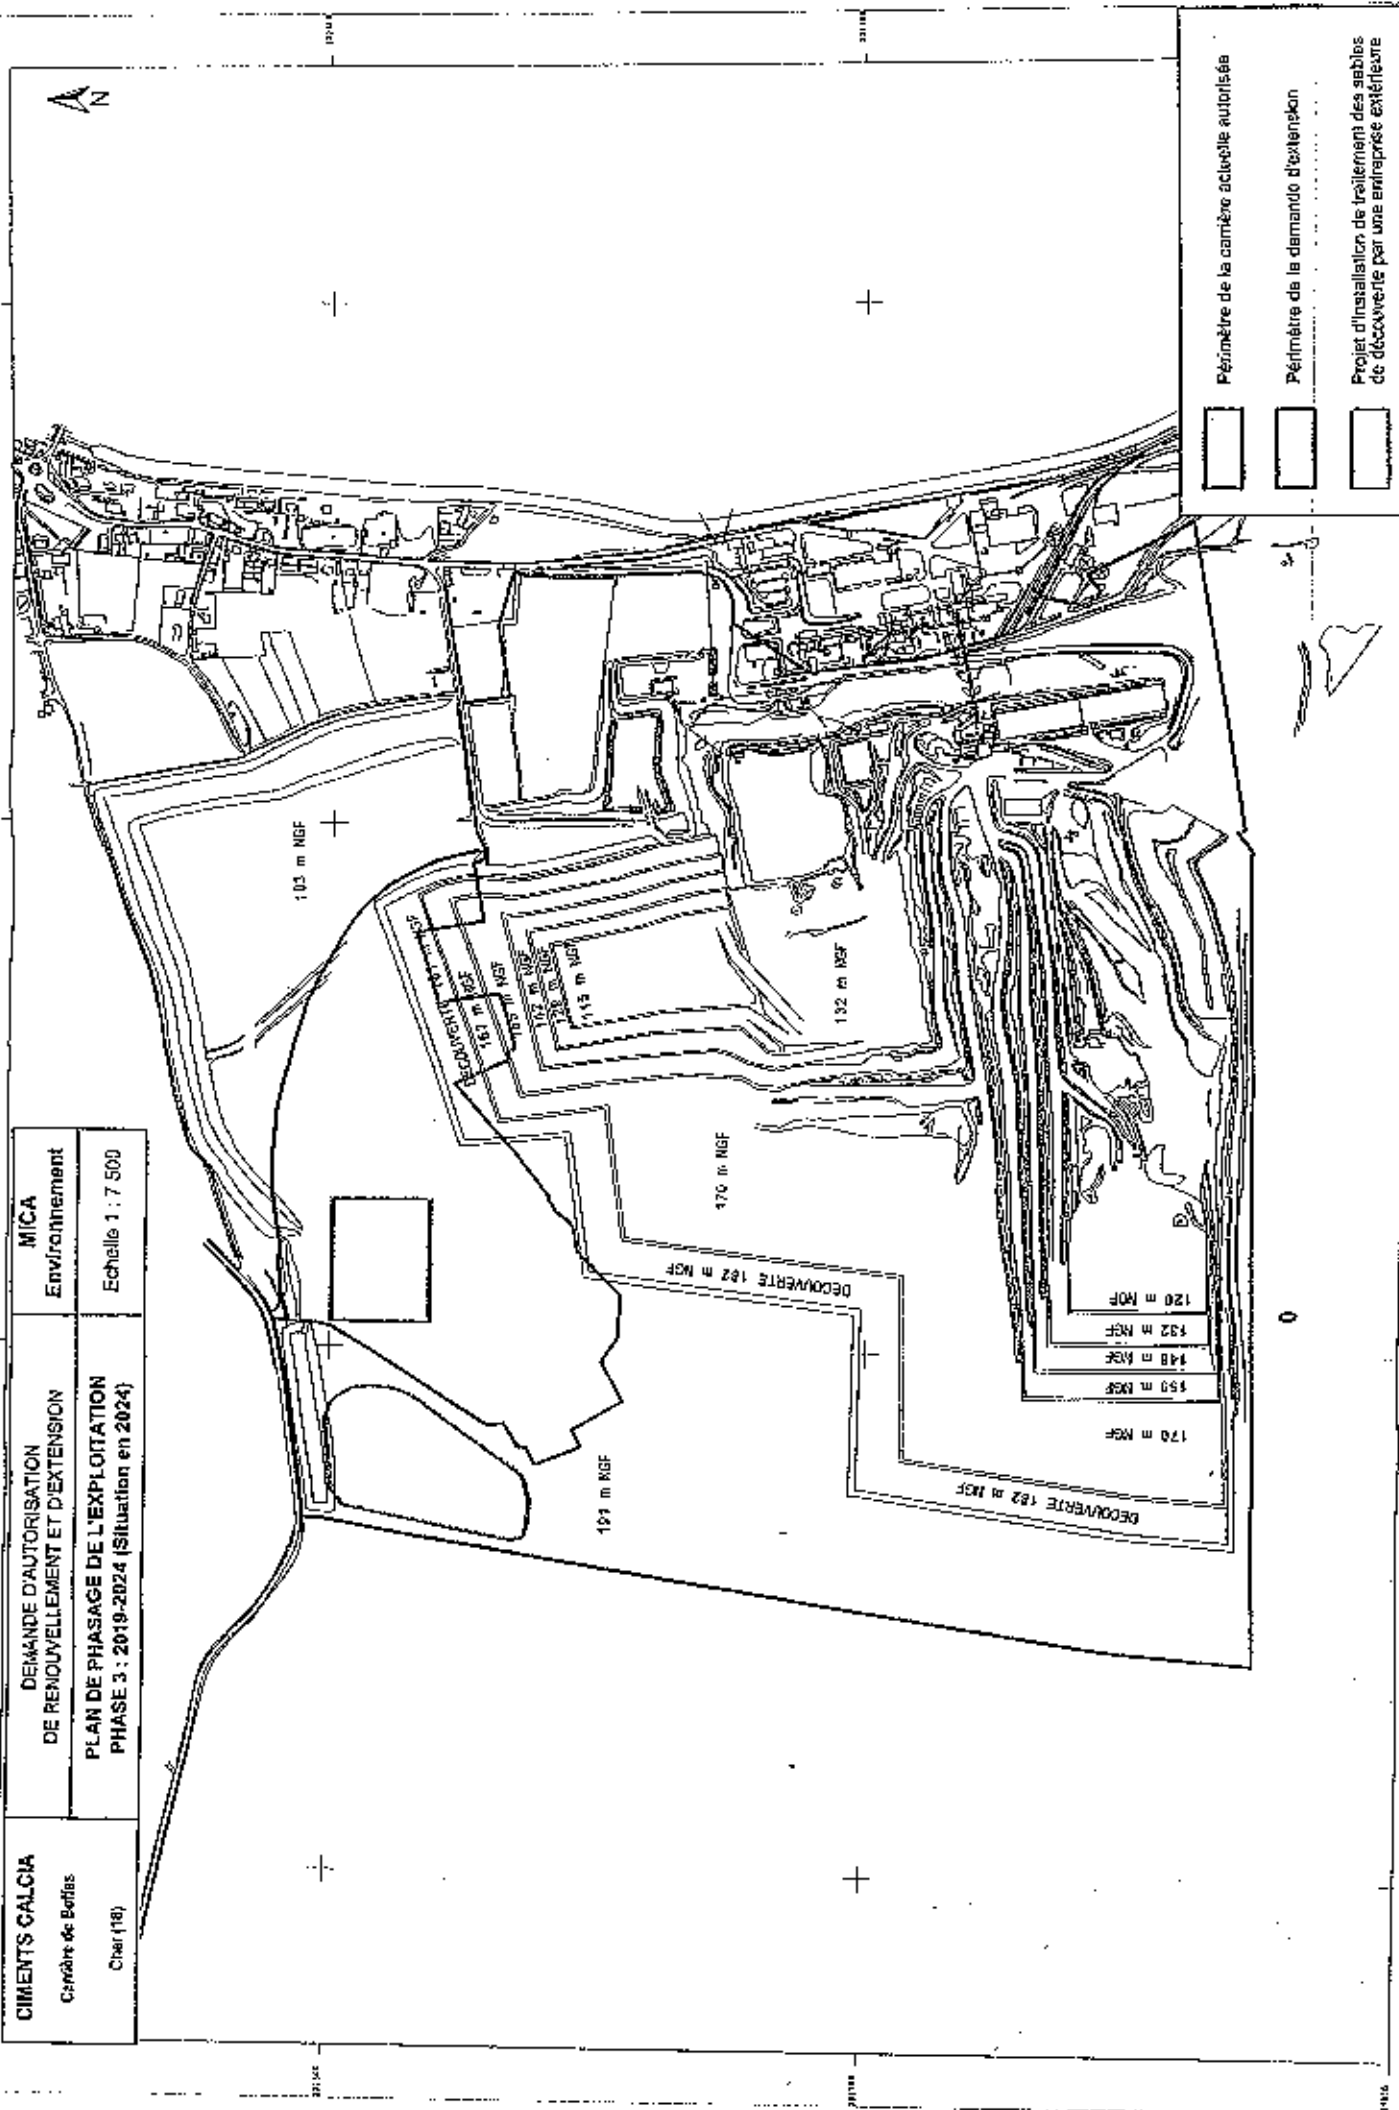 CIMENTS CALCIA
Carrière de Beffes
Cher (18)
DEMANDE D'AUTORISATION
DE RENOUVELLEMENT ET D'EXTENSION
PLAN DE PHASAGE DE L'EXPLOITATION
PHASE 3 : 2019-2024 (Situation en 2024)
MICA
Environnement
Echelle 1 : 7 500
N
103 m NGF
142 m NGF
115 m NGF
132 m NGF
170 m NGF
191 m NGF
DECOUVERTE 182 m NGF
DECOUVERTE 182 m NGF
120 m NGF
132 m NGF
148 m NGF
159 m NGF
170 m NGF
0
Périmètre de la carrière actuelle autorisée
Périmètre de la demande d'extension
Projet d'installation de traitement des sables
de découverte par une entreprise extérieure